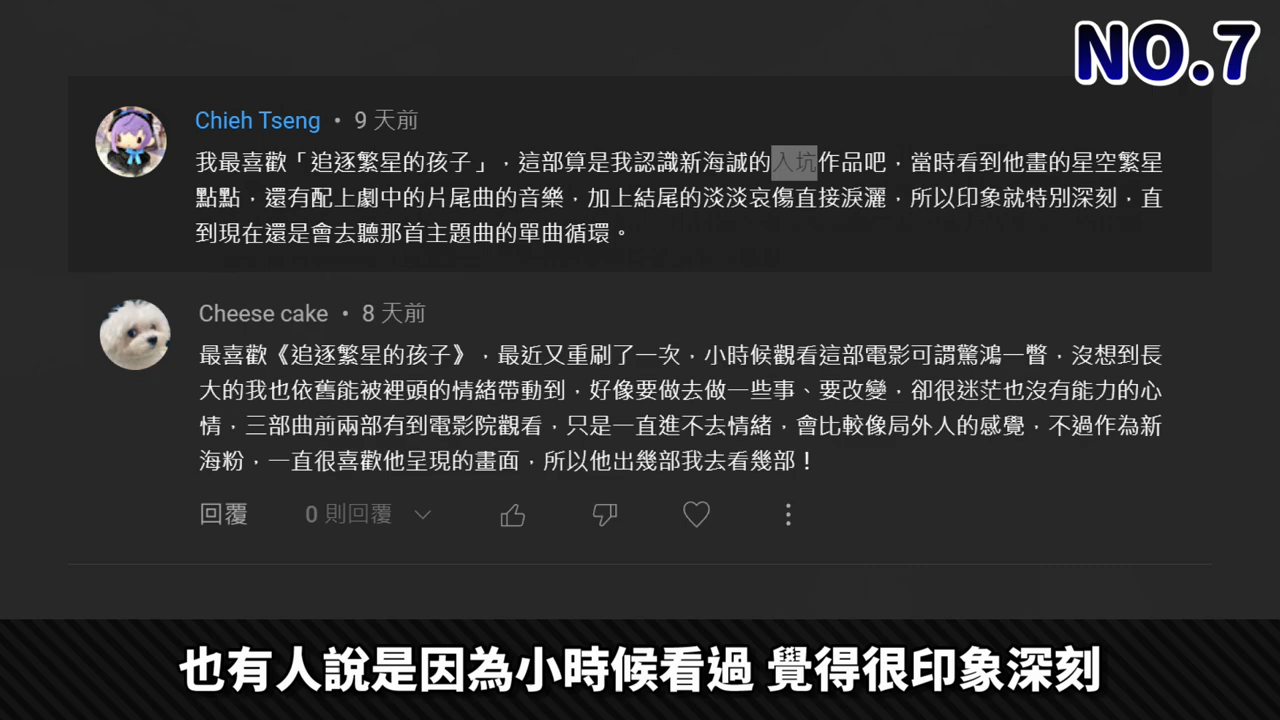 NO.7
Chieh Tseng • 9 天前
我最喜歡「追逐繁星的孩子」，這部算是我認識新海誠的入坑作品吧，當時看到他畫的星空繁星
點點，還有配上劇中的片尾曲的音樂，加上結尾的淡淡哀傷直接淚灑，所以印象就特別深刻，直
到現在還是會去聽那首主題曲的單曲循環。
Cheese cake • 8 天前
最喜歡《追逐繁星的孩子》，最近又重刷了一次，小時候觀看這部電影可謂驚鴻一瞥，沒想到長
大的我也依舊能被裡頭的情緒帶動到，好像要做去做一些事、要改變，卻很迷茫也沒有能力的心
情，三部曲前兩部有到電影院觀看，只是一直進不去情緒，會比較像局外人的感覺，不過作為新
海粉，一直很喜歡他呈現的畫面，所以他出幾部我去看幾部！
回覆 0 則回覆
也有人說是因為小時候看過 覺得很印象深刻